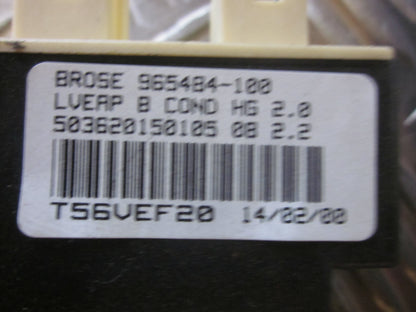 BROSE 965484-100
LVEAP B COND HG 2.0
503620150105 08 2.2
T56VEF20 14/02/00